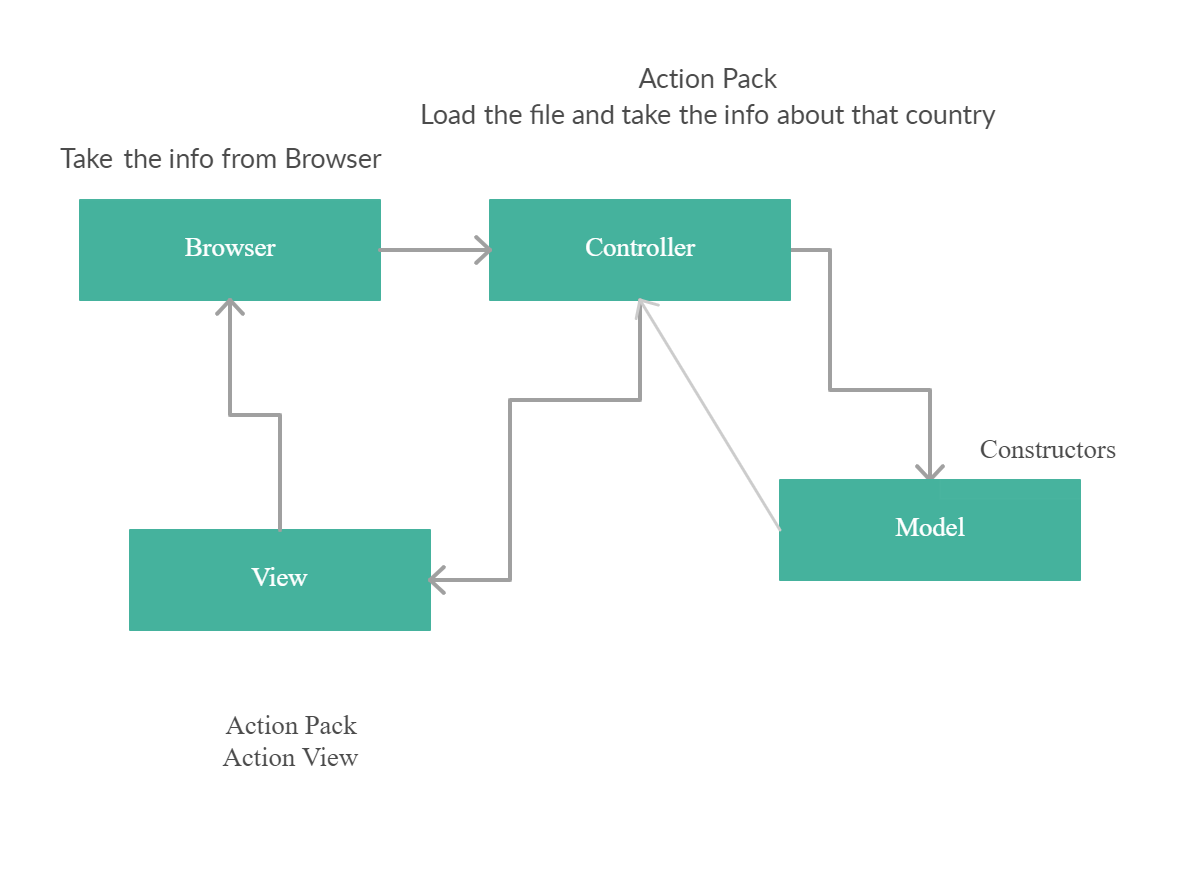 Action Pack
Load the file and take the info about that country
Take the info from Browser
Browser
Controller
Constructors
Model
View
Action Pack
Action View